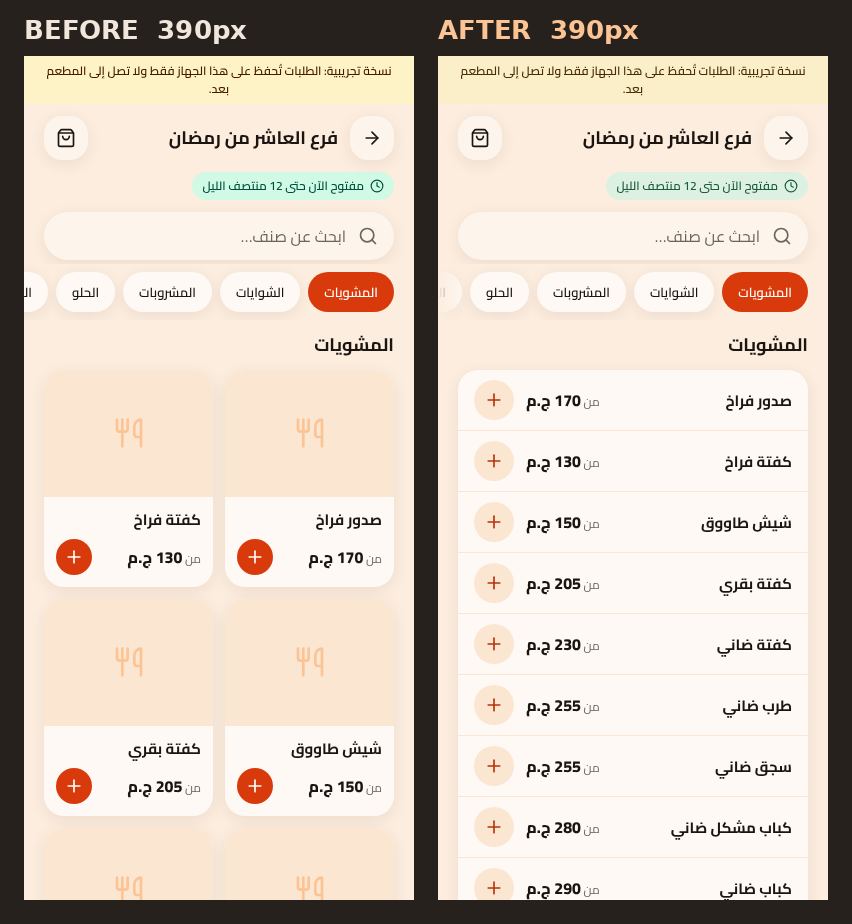 BEFORE 390px
نسخة تجريبية: الطلبات تُحفظ على هذا الجهاز فقط ولا تصل إلى المطعم
بعد.
فرع العاشر من رمضان
مفتوح الآن حتى 12 منتصف الليل
ابحث عن صنف...
المشويات الشوايات المشروبات الحلو
المشويات
صدور فراخ
من 170 ج.م
كفتة فراخ
من 130 ج.م
شيش طاووق
من 150 ج.م
كفتة بقري
من 205 ج.م
AFTER 390px
نسخة تجريبية: الطلبات تُحفظ على هذا الجهاز فقط ولا تصل إلى المطعم
بعد.
فرع العاشر من رمضان
مفتوح الآن حتى 12 منتصف الليل
ابحث عن صنف...
المشويات الشوايات المشروبات الحلو
المشويات
صدور فراخ من 170 ج.م
كفتة فراخ من 130 ج.م
شيش طاووق من 150 ج.م
كفتة بقري من 205 ج.م
كفتة ضاني من 230 ج.م
طرب ضاني من 255 ج.م
سجق ضاني من 255 ج.م
كباب مشكل ضاني من 280 ج.م
كباب ضاني من 290 ج.م